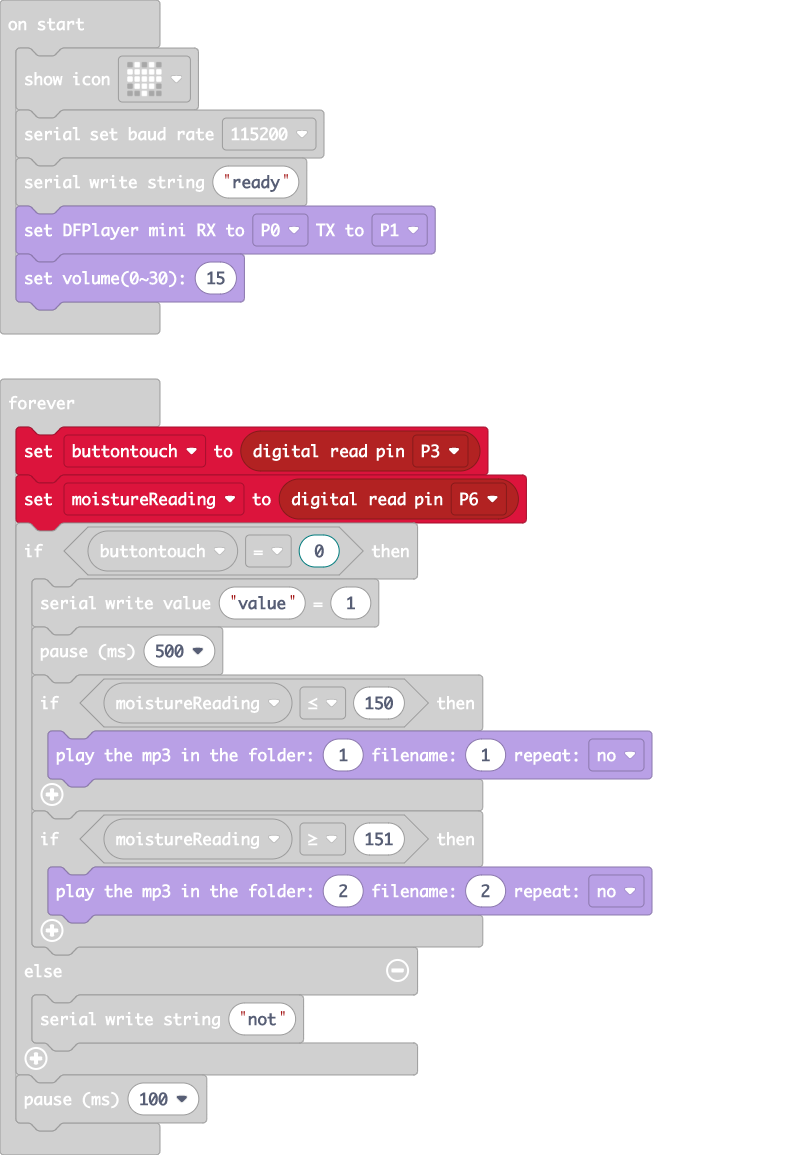 on start
show icon
serial set baud rate 115200
serial write string "ready"
set DFPlayer mini RX to P0 TX to P1
set volume(0~30): 15
forever
set buttontouch to digital read pin P3
set moistureReading to digital read pin P6
if buttontouch = 0 then
serial write value "value" = 1
pause (ms) 500
if moistureReading ≤ 150 then
play the mp3 in the folder: 1 filename: 1 repeat: no
if moistureReading ≥ 151 then
play the mp3 in the folder: 2 filename: 2 repeat: no
else
serial write string "not"
pause (ms) 100